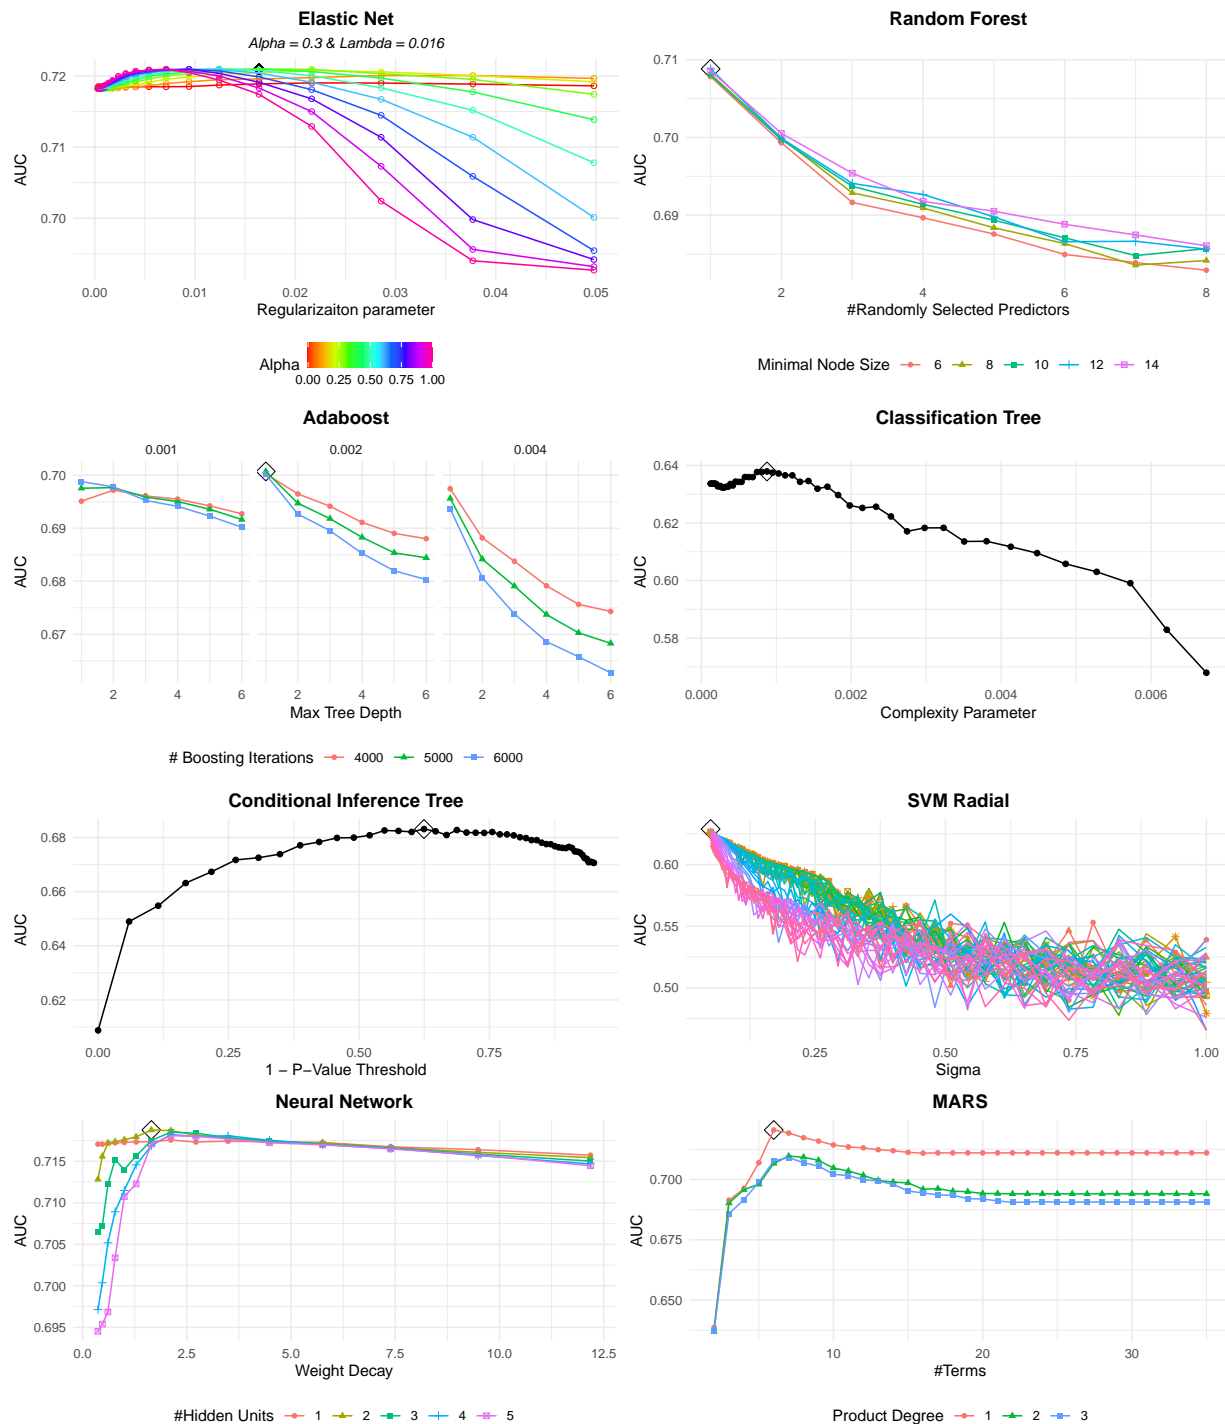 Elastic Net
Alpha = 0.3 & Lambda = 0.016
AUC
0.72
0.71
0.70
0.00 0.01 0.02 0.03 0.04 0.05
Regularizaiton parameter
Alpha
0.00 0.25 0.50 0.75 1.00
Random Forest
AUC
0.71
0.70
0.69
2 4 6 8
#Randomly Selected Predictors
Minimal Node Size 6 8 10 12 14
Adaboost
0.001 0.002 0.004
AUC
0.70
0.69
0.68
0.67
2 4 6 2 4 6 2 4 6
Max Tree Depth
# Boosting Iterations 4000 5000 6000
Classification Tree
AUC
0.64
0.62
0.60
0.58
0.000 0.002 0.004 0.006
Complexity Parameter
Conditional Inference Tree
AUC
0.68
0.66
0.64
0.62
0.00 0.25 0.50 0.75
1 − P−Value Threshold
SVM Radial
AUC
0.60
0.55
0.50
0.25 0.50 0.75 1.00
Sigma
Neural Network
AUC
0.715
0.710
0.705
0.700
0.695
0.0 2.5 5.0 7.5 10.0 12.5
Weight Decay
#Hidden Units 1 2 3 4 5
MARS
AUC
0.700
0.675
0.650
10 20 30
#Terms
Product Degree 1 2 3